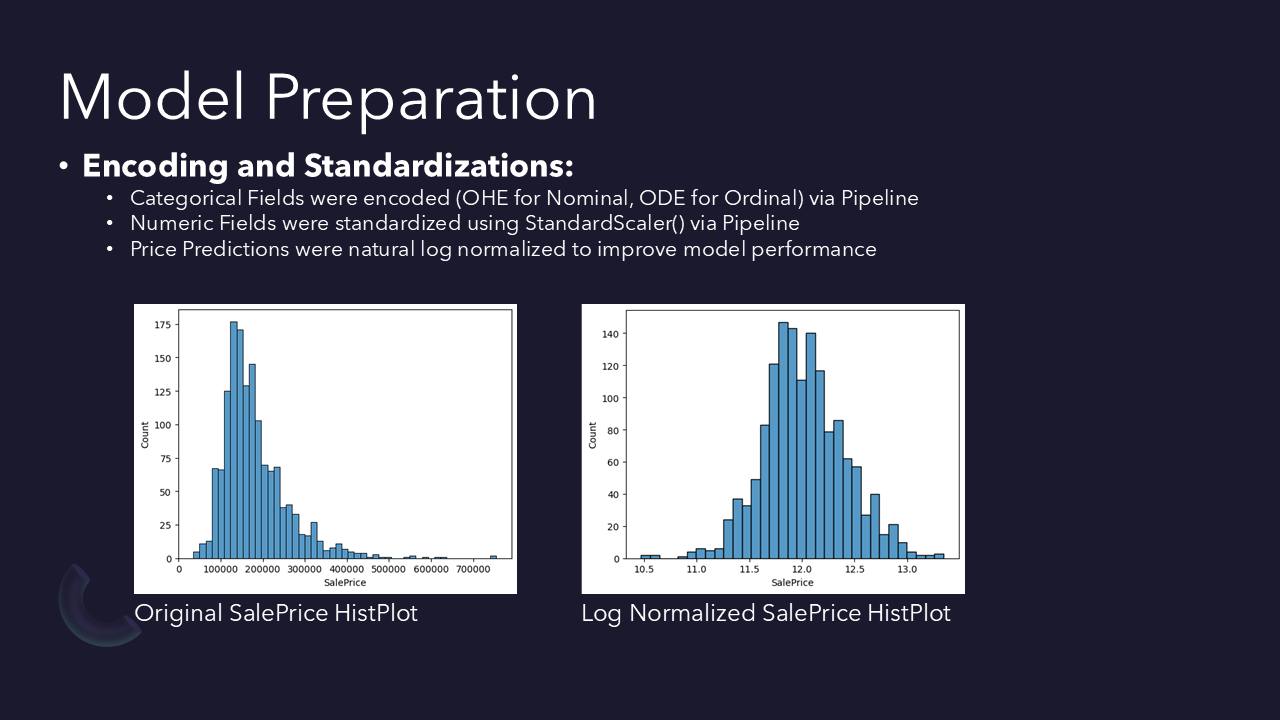 Model Preparation
• Encoding and Standardizations:
• Categorical Fields were encoded (OHE for Nominal, ODE for Ordinal) via Pipeline
• Numeric Fields were standardized using StandardScaler() via Pipeline
• Price Predictions were natural log normalized to improve model performance
175
150
125
100
75
50
25
0
Count
0 100000 200000 300000 400000 500000 600000 700000
SalePrice
Original SalePrice HistPlot
140
120
100
80
60
40
20
0
Count
10.5 11.0 11.5 12.0 12.5 13.0
SalePrice
Log Normalized SalePrice HistPlot